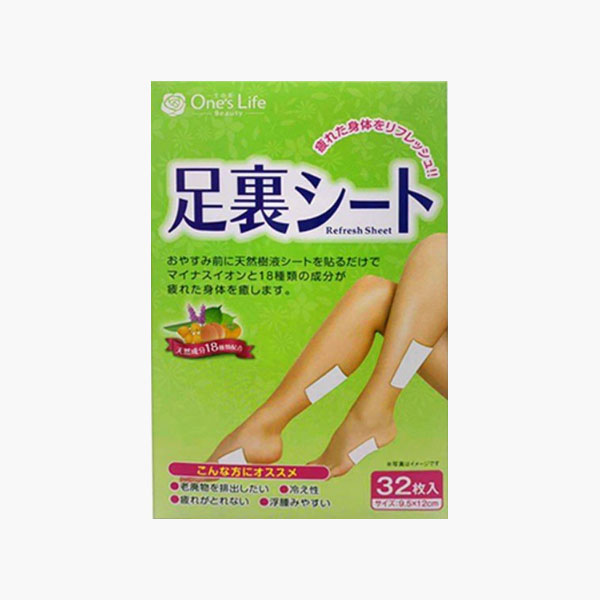 One's Life
Beauty
疲れた身体をリフレッシュ!!
足裏シート
Refresh Sheet
おやすみ前に天然樹液シートを貼るだけで
マイナスイオンと18種類の成分が
疲れた身体を癒します。
天然成分18種類配合
※写真はイメージです
こんな方にオススメ
●老廃物を排出したい ●冷え性
●疲れがとれない ●浮腫みやすい
32枚入
サイズ:9.5×12cm